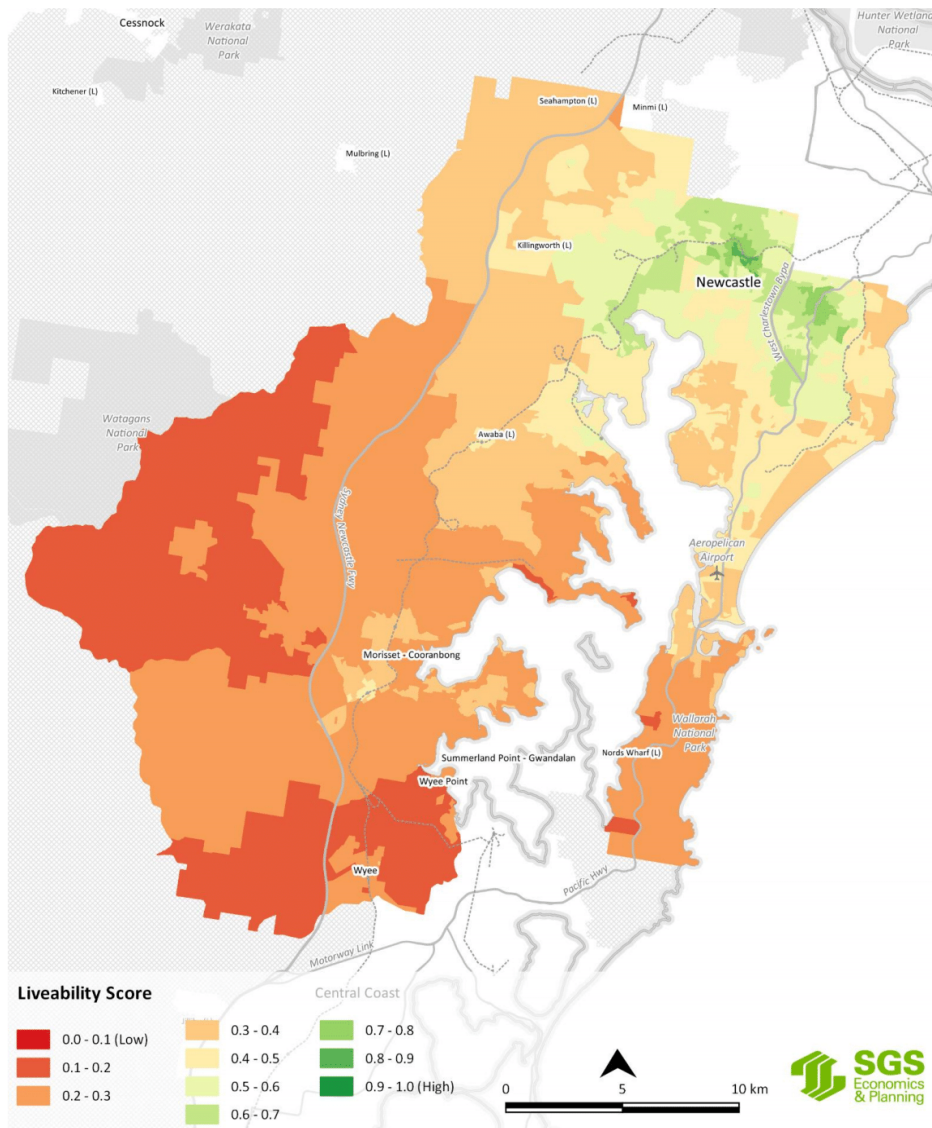 Cessnock
Werakata
National
Park
Hunter Wetland
National
Park
Kitchener (L)
Seahampton (L)
Minmi (L)
Mulbring (L)
Killingworth (L)
Newcastle
West Charlestown Bypa
Watagans
National
Park
Awaba (L)
Sydney Newcastle Fwy
Aeropelican
Airport
Morisset - Cooranbong
Wallarah
National
Park
Summerland Point - Gwandalan
Nords Wharf (L)
Wyee Point
Wyee
Pacific Hwy
Motorway Link
Liveability Score
Central Coast
0.0 - 0.1 (Low)
0.1 - 0.2
0.2 - 0.3
0.3 - 0.4
0.4 - 0.5
0.5 - 0.6
0.6 - 0.7
0.7 - 0.8
0.8 - 0.9
0.9 - 1.0 (High)
0 5 10 km
SGS
Economics
& Planning